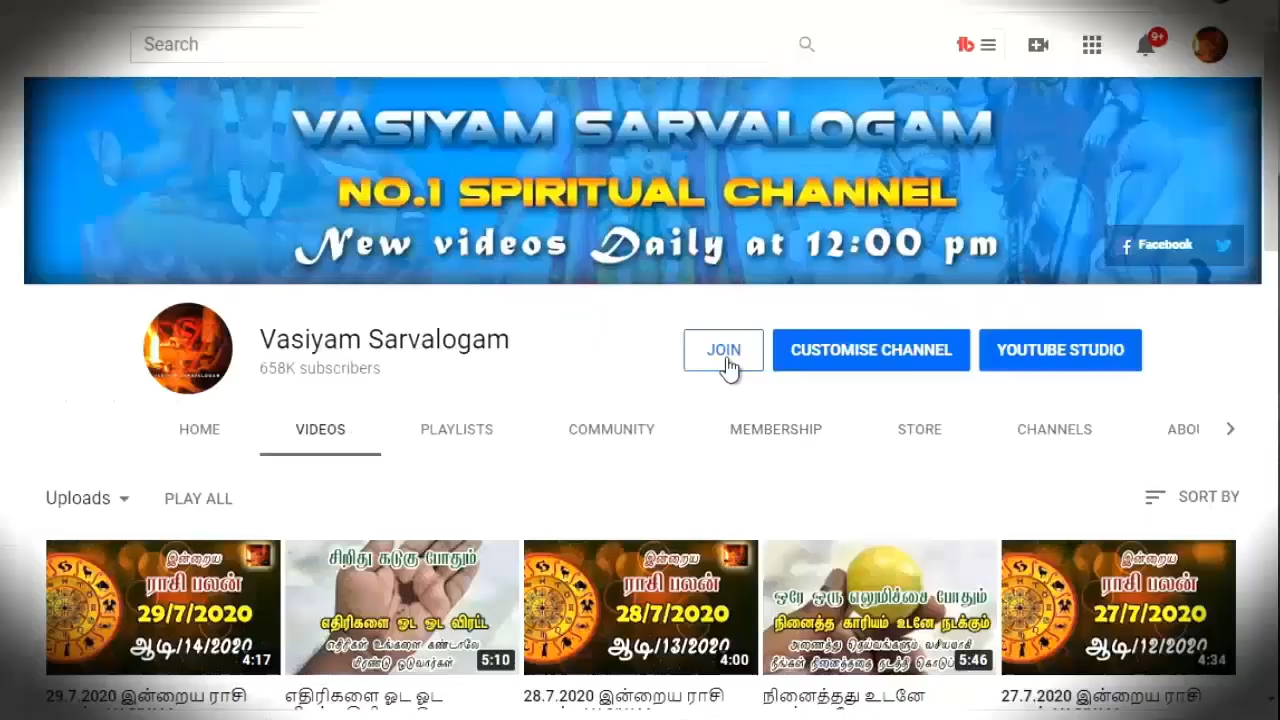 Search
9+
VASIYAM SARVALOGAM
NO.1 SPIRITUAL CHANNEL
New videos Daily at 12:00 pm
Facebook
Vasiyam Sarvalogam
658K subscribers
JOIN
CUSTOMISE CHANNEL
YOUTUBE STUDIO
HOME
VIDEOS
PLAYLISTS
COMMUNITY
MEMBERSHIP
STORE
CHANNELS
ABOU
Uploads
PLAY ALL
SORT BY
இன்றைய
ராசி பலன்
29/7/2020
ஆடி/14/2020
4:17
சிறிது கடுகு போதும்
எதிரிகளை ஓட ஓட விரட்ட
எதிரிகள் உங்களை கண்டாலே
மிரண்டு ஓடுவார்கள்
5:10
இன்றைய
ராசி பலன்
28/7/2020
ஆடி/13/2020
4:00
ஒரே ஒரு எலுமிச்சை போதும்
நினைத்த காரியம் உடனே நடக்கும்
அனைத்து தெய்வங்களும் வசியமாகி
நீங்கள் நினைத்ததை நடத்தி
5:46
இன்றைய
ராசி பலன்
27/7/2020
ஆடி/12/2020
4:34
29.7.2020 இன்றைய ராசி
எதிரிகளை ஓட ஓட
28.7.2020 இன்றைய ராசி
நினைத்தது உடனே
27.7.2020 இன்றைய ராசி